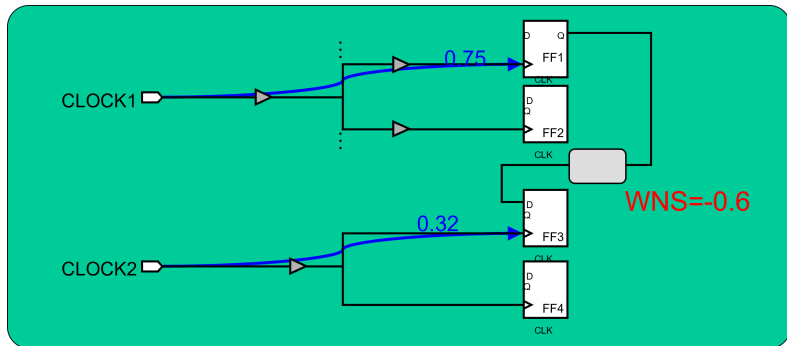 D Q
0.75
FF1
CLK
CLOCK1
D
Q
FF2
CLK
WNS=-0.6
D
Q
0.32
FF3
CLK
CLOCK2
D
Q
FF4
CLK